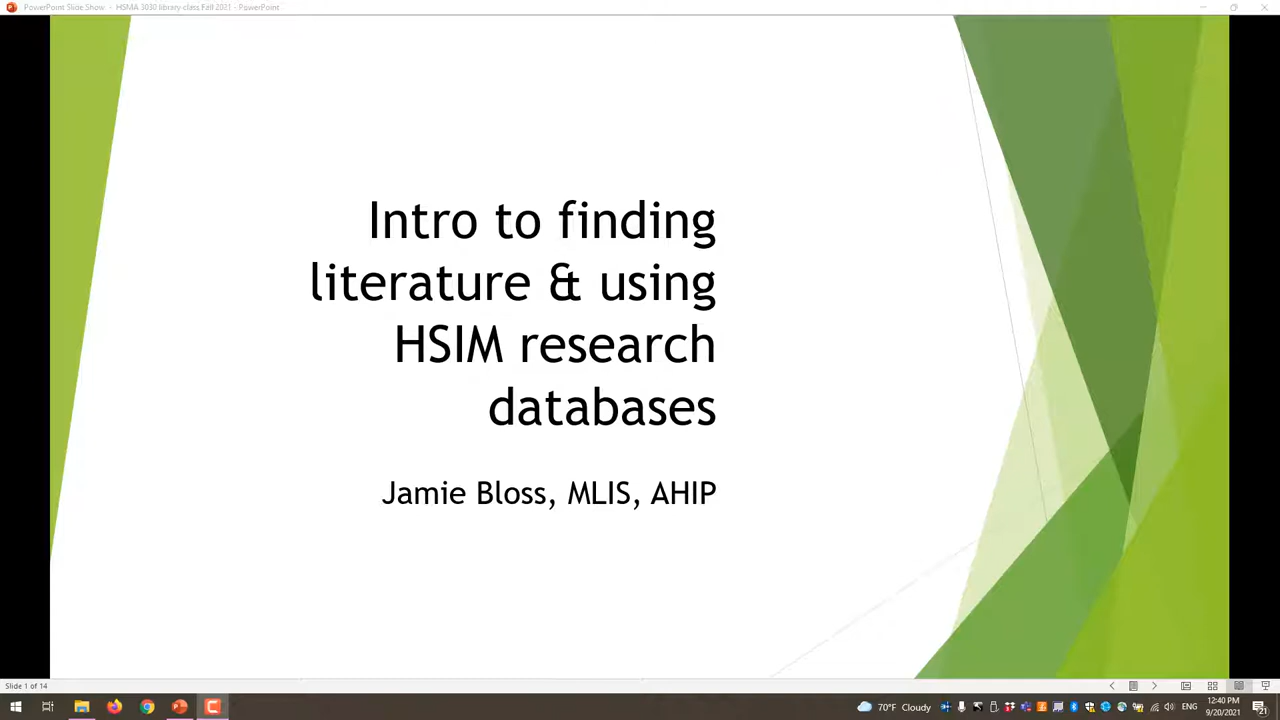 PowerPoint Slide Show - HSMA 3030 library class Fall 2021 - PowerPoint
Intro to finding
literature & using
HSIM research
databases
Jamie Bloss, MLIS, AHIP
Slide 1 of 14
70°F Cloudy
ENG
12:40 PM
9/20/2021
21